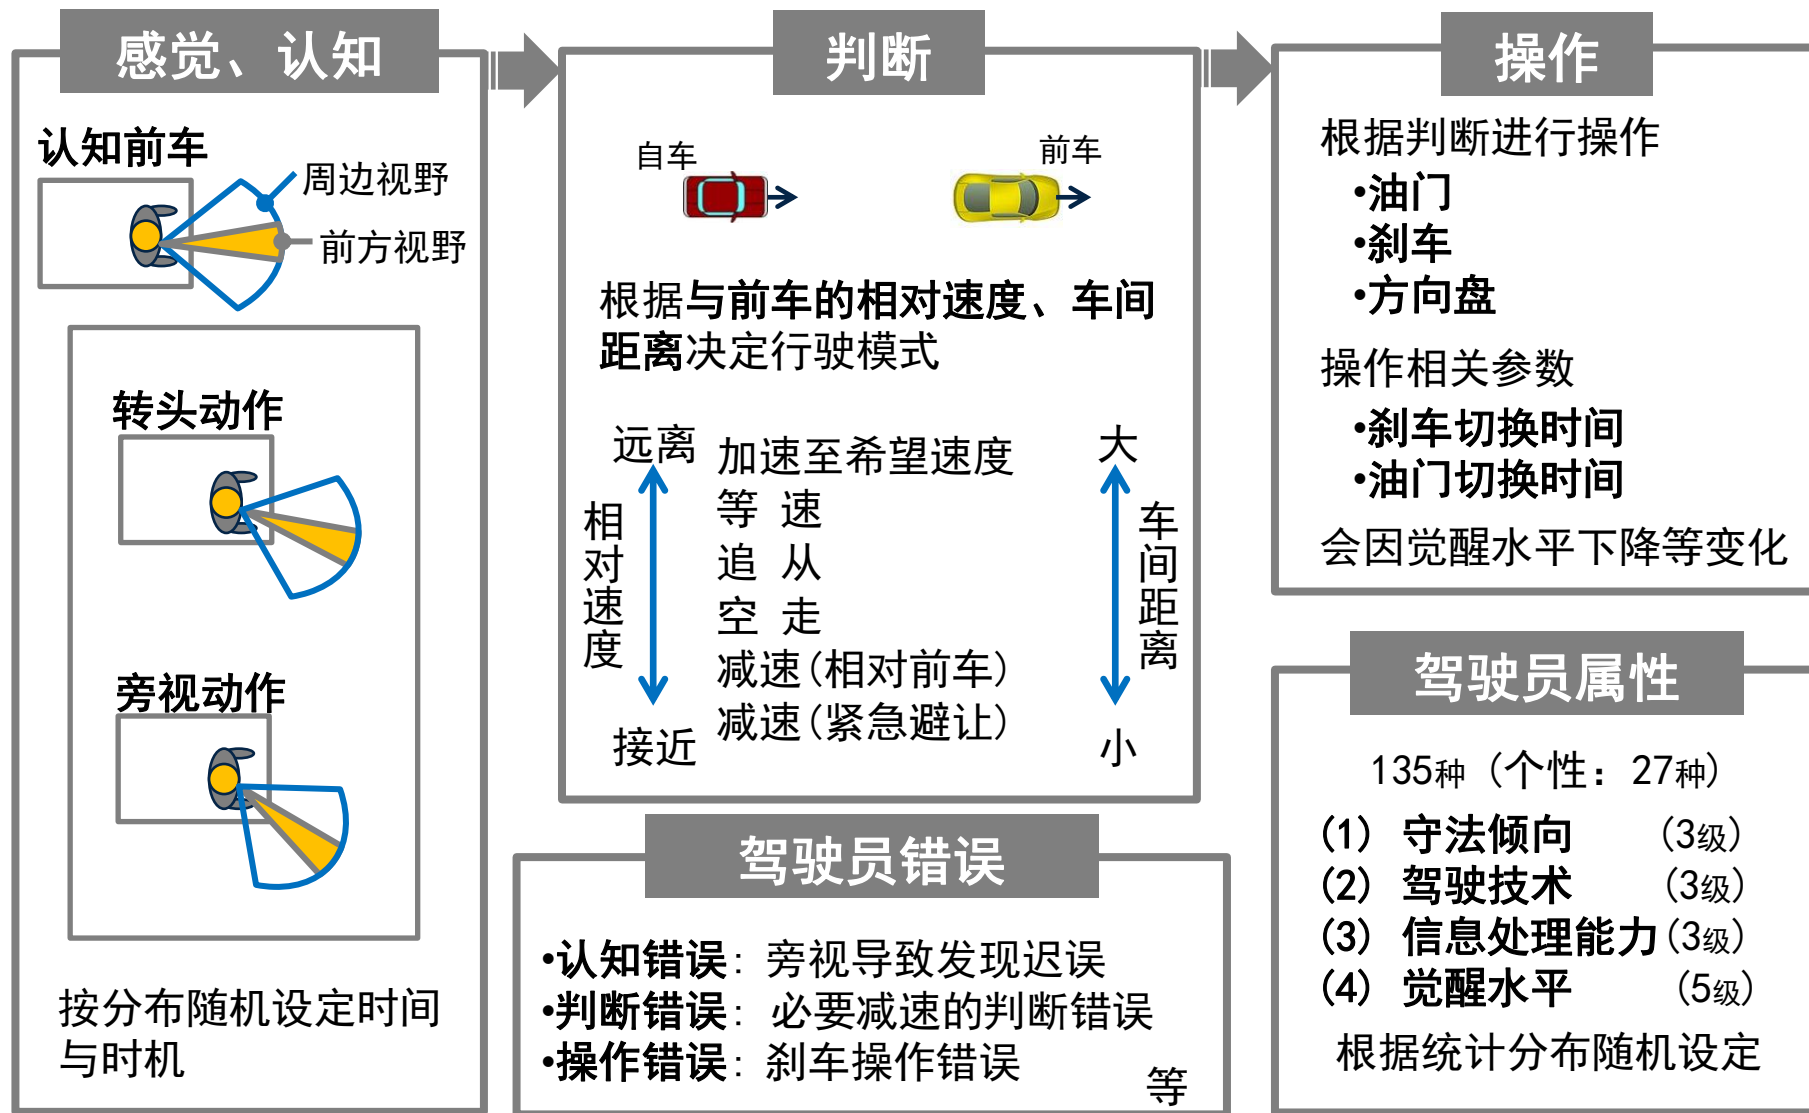 感觉、认知
认知前车
周边视野
前方视野
转头动作
旁视动作
按分布随机设定时间
与时机
判断
自车
前车
根据与前车的相对速度、车间
距离决定行驶模式
远离
相对速度
接近
加速至希望速度
等 速
追 从
空 走
减速(相对前车)
减速(紧急避让)
大
车间距离
小
驾驶员错误
•认知错误：旁视导致发现迟误
•判断错误：必要减速的判断错误
•操作错误：刹车操作错误
等
操作
根据判断进行操作
•油门
•刹车
•方向盘
操作相关参数
•刹车切换时间
•油门切换时间
会因觉醒水平下降等变化
驾驶员属性
135种（个性：27种）
(1) 守法倾向 （3级）
(2) 驾驶技术 （3级）
(3) 信息处理能力（3级）
(4) 觉醒水平 （5级）
根据统计分布随机设定